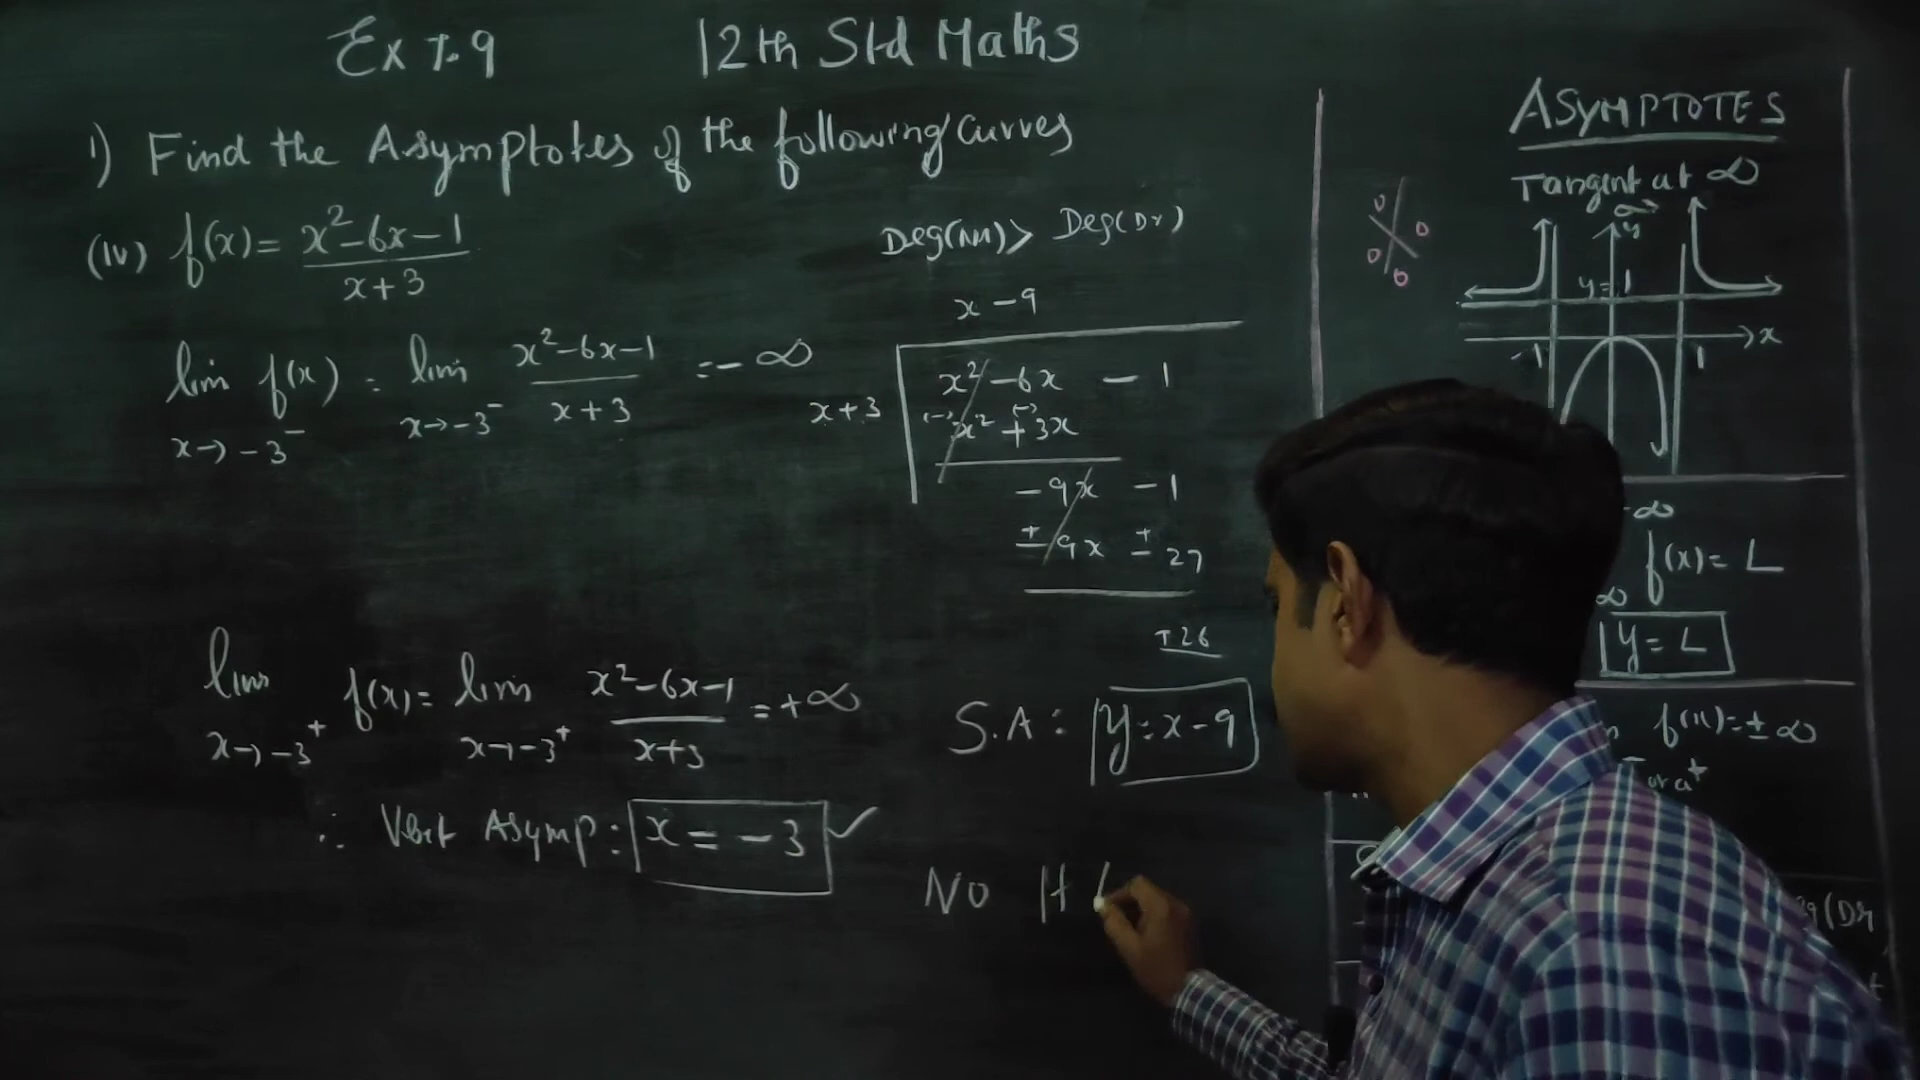 Ex 7.9 12th Std Maths
1) Find the Asymptotes of the following Curves
(iv) f(x) = x²-6x-1 / x+3
lim f(x) = lim x²-6x-1 / x+3 = -∞
x→-3⁻ x→-3⁻
lim f(x) = lim x²-6x-1 / x+3 = +∞
x→-3⁺ x→-3⁺
∴ Vert Asymp: x = -3 ✓
Deg(Nr) > Deg(Dr)
x - 9
x+3 x² -6x - 1
(-) x² (-) + 3x
-9x - 1
+ - 9x + - 27
+26
S.A : y = x-9
No H
ASYMPTOTES
Tangent at ∞
∞
y
y=1
x
-1 1
-∞
f(x) = L
∞
y = L
f(x) = ± ∞
or a⁺
(Dr